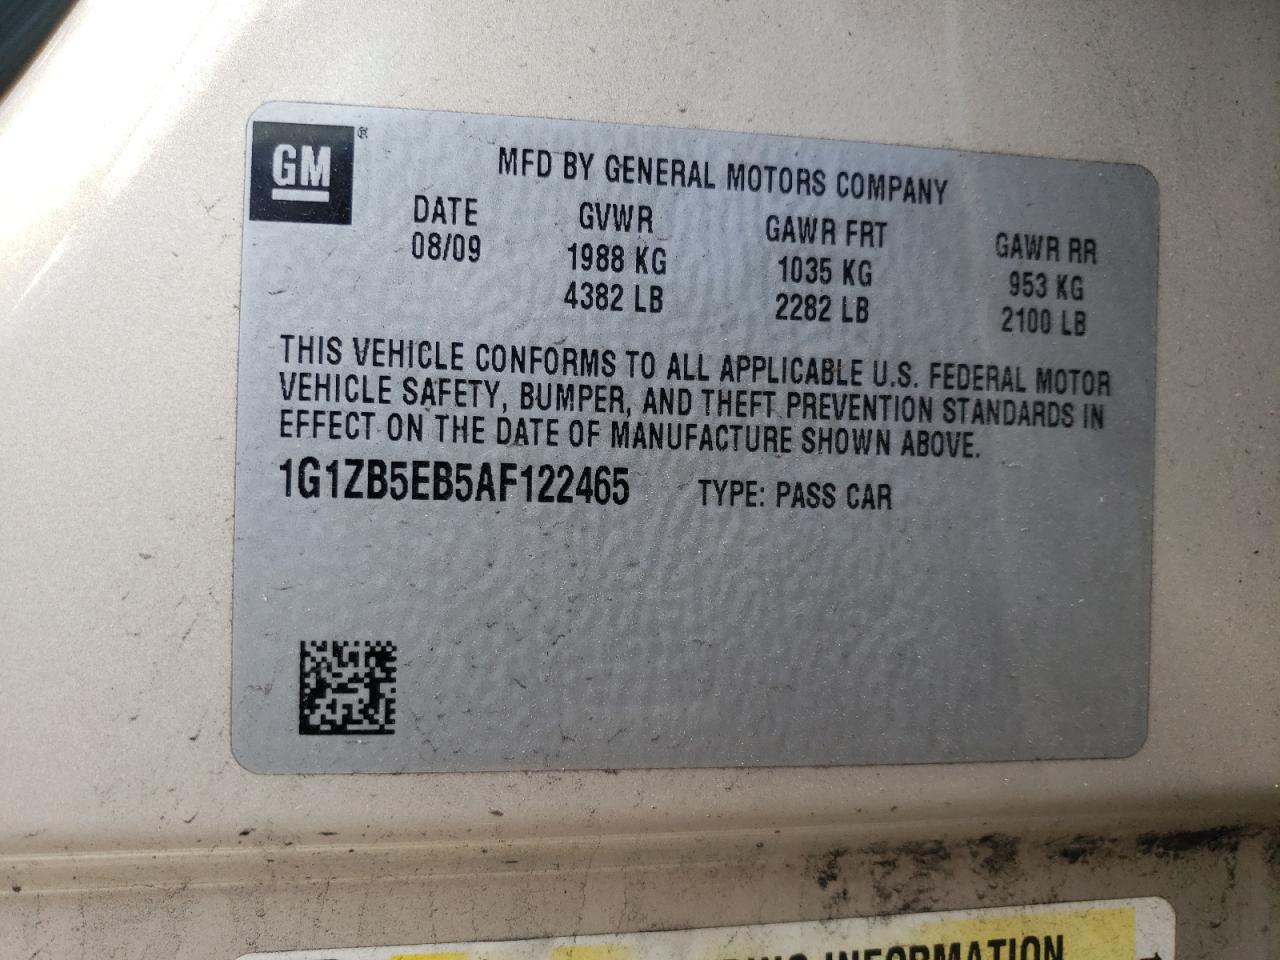 GM ®
MFD BY GENERAL MOTORS COMPANY
DATE GVWR GAWR FRT GAWR RR
08/09 1988 KG 1035 KG 953 KG
4382 LB 2282 LB 2100 LB
THIS VEHICLE CONFORMS TO ALL APPLICABLE U.S. FEDERAL MOTOR
VEHICLE SAFETY, BUMPER, AND THEFT PREVENTION STANDARDS IN
EFFECT ON THE DATE OF MANUFACTURE SHOWN ABOVE.
1G1ZB5EB5AF122465 TYPE: PASS CAR
INFORMATION